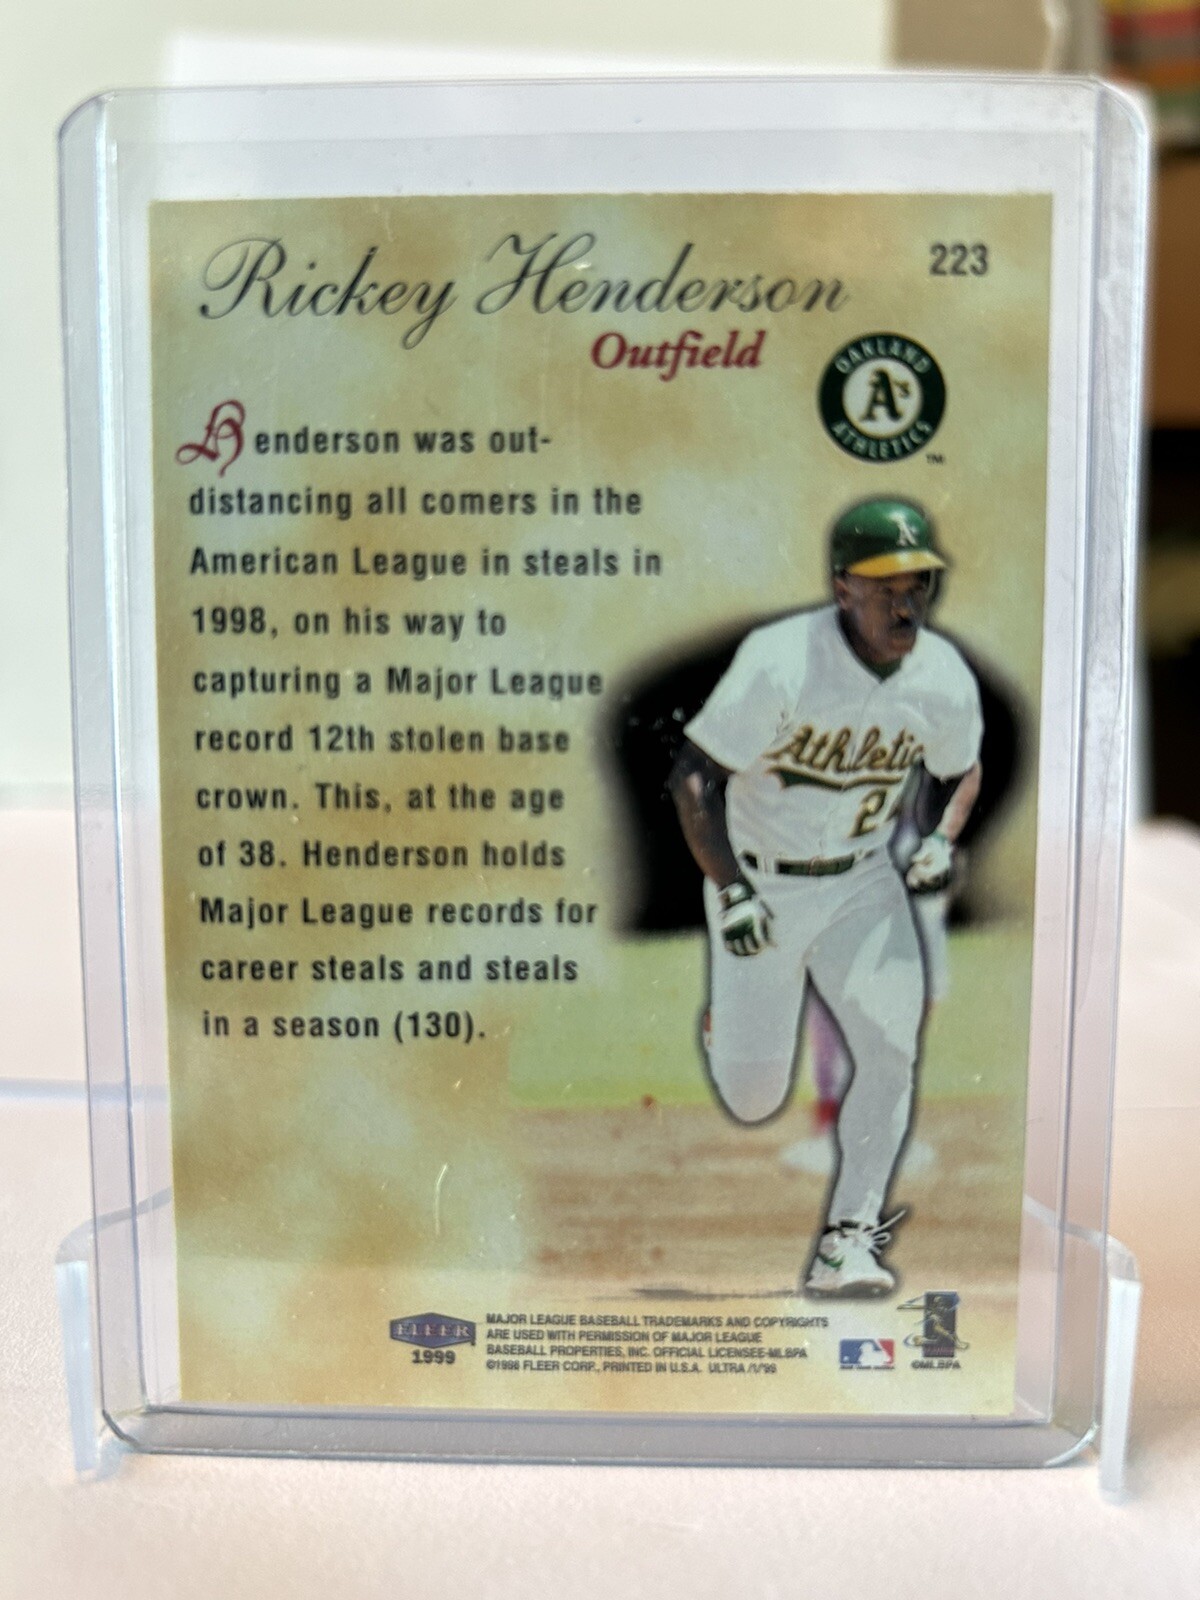 Rickey Henderson
223
Outfield
OAKLAND
A's
ATHLETICS
TM
Henderson was out-
distancing all comers in the
American League in steals in
1998, on his way to
capturing a Major League
record 12th stolen base
crown. This, at the age
of 38. Henderson holds
Major League records for
career steals and steals
in a season (130).
A's
Athletic
24
FLEER
1999
MAJOR LEAGUE BASEBALL TRADEMARKS AND COPYRIGHTS
ARE USED WITH PERMISSION OF MAJOR LEAGUE
BASEBALL PROPERTIES, INC. OFFICIAL LICENSEE-MLBPA
©1998 FLEER CORP., PRINTED IN U.S.A. ULTRA /1/'99
©MLBPA